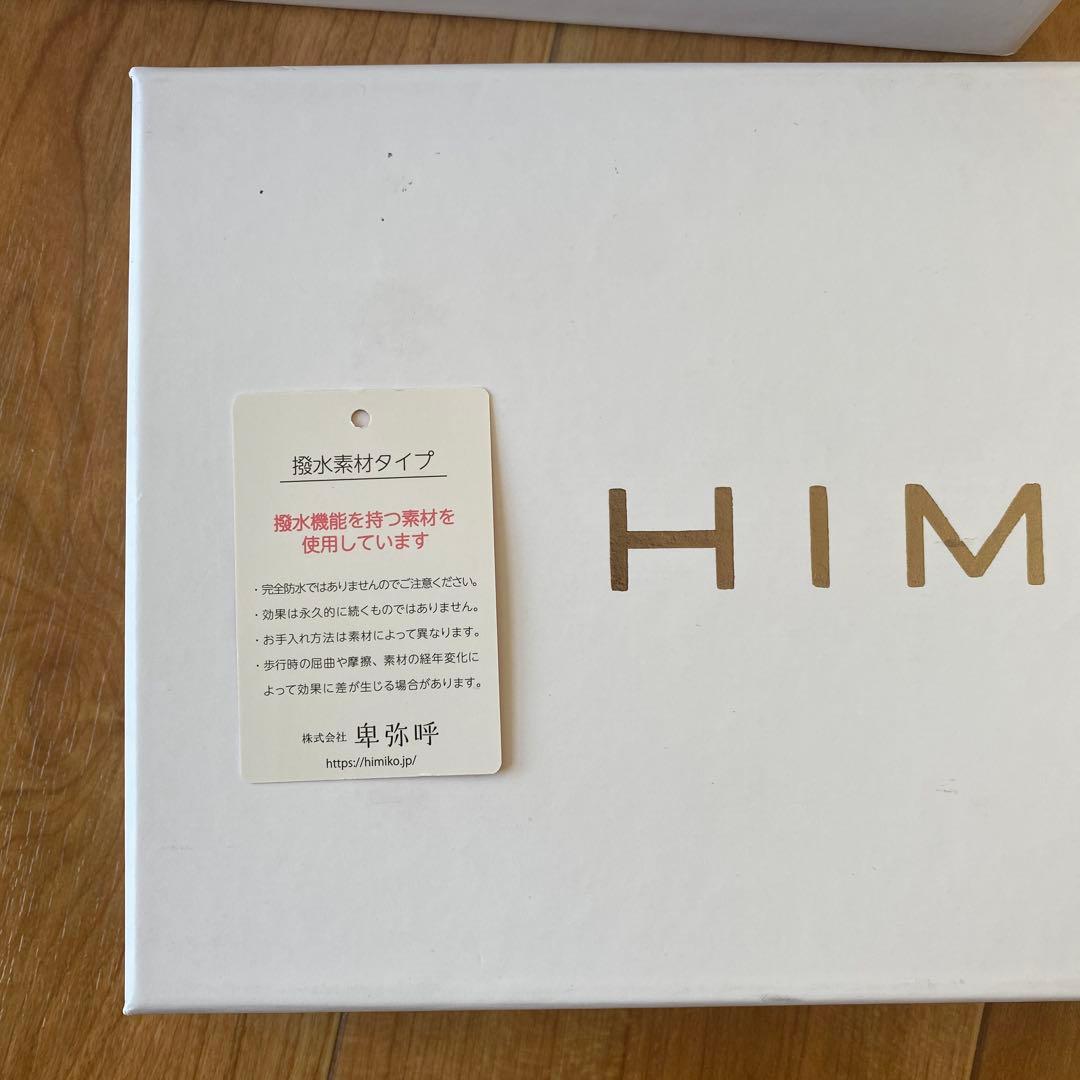 撥水素材タイプ
撥水機能を持つ素材を
使用しています
・完全防水ではありませんのでご注意ください。
・効果は永久的に続くものではありません。
・お手入れ方法は素材によって異なります。
・歩行時の屈曲や摩擦、素材の経年変化に
よって効果に差が生じる場合があります。
株式会社 卑弥呼
https://himiko.jp/
HIM